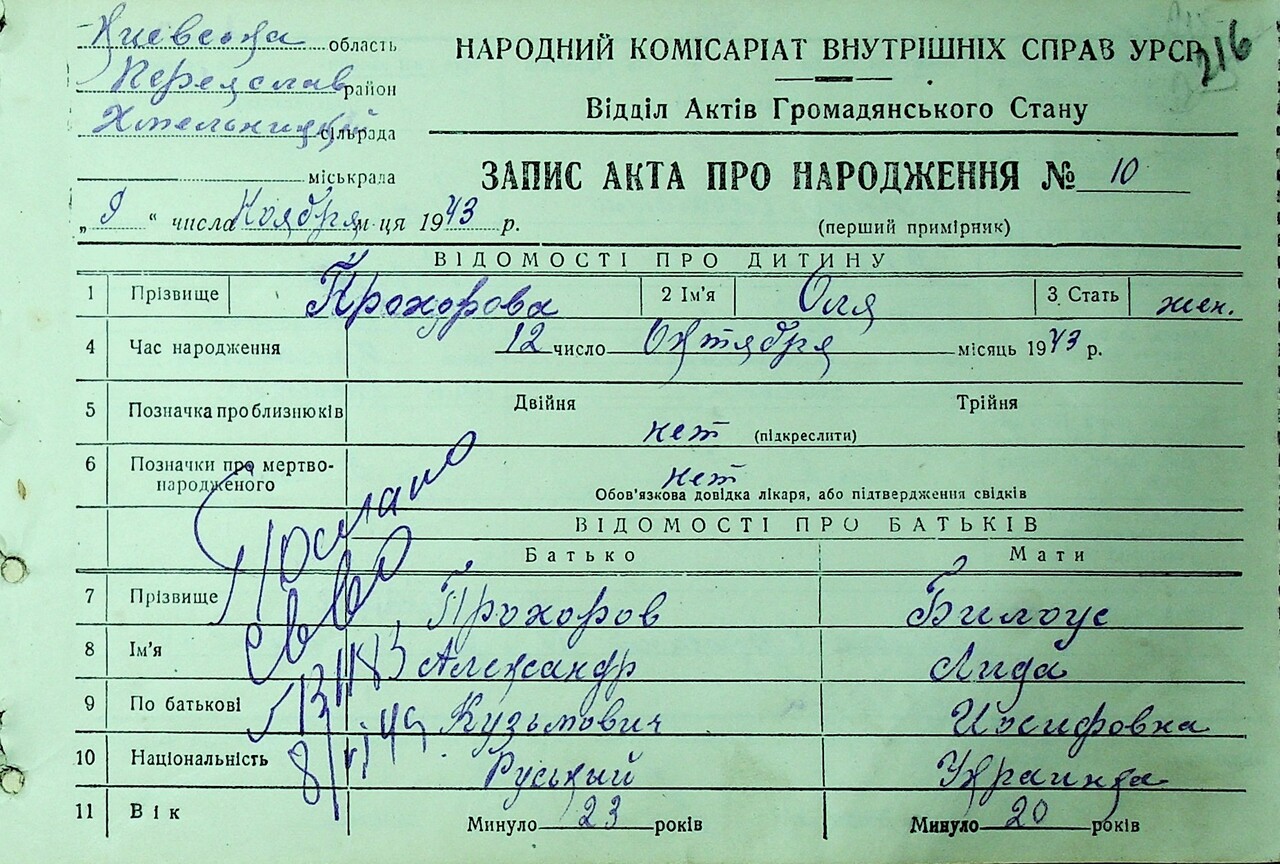 Киевська область
Переяслав район
Хмельницкий сільрада
міськрада
„9“ числа Ноября м-ця 1943 р.
216
НАРОДНИЙ КОМІСАРІАТ ВНУТРІШНІХ СПРАВ УРСР
Відділ Актів Громадянського Стану
ЗАПИС АКТА ПРО НАРОДЖЕННЯ № 10
(перший примірник)
ВІДОМОСТІ ПРО ДИТИНУ
1 Прізвище Прохорова 2 Ім'я Оля 3 Стать жен.
4 Час народження 12 число Октября місяць 1943 р.
5 Позначка про близнюків Двійня Трійня
нет (підкреслити)
6 Позначки про мертво-
народженого нет
Обов'язкова довідка лікаря, або підтвердження свідків
ВІДОМОСТІ ПРО БАТЬКІВ
Батько Мати
7 Прізвище Прохоров Билоус
8 Ім'я Александр Лида
9 По батькові Кузьмович Иосифовна
10 Національність Руський Украинка
11 Вік Минуло 23 років Минуло 20 років
Послано